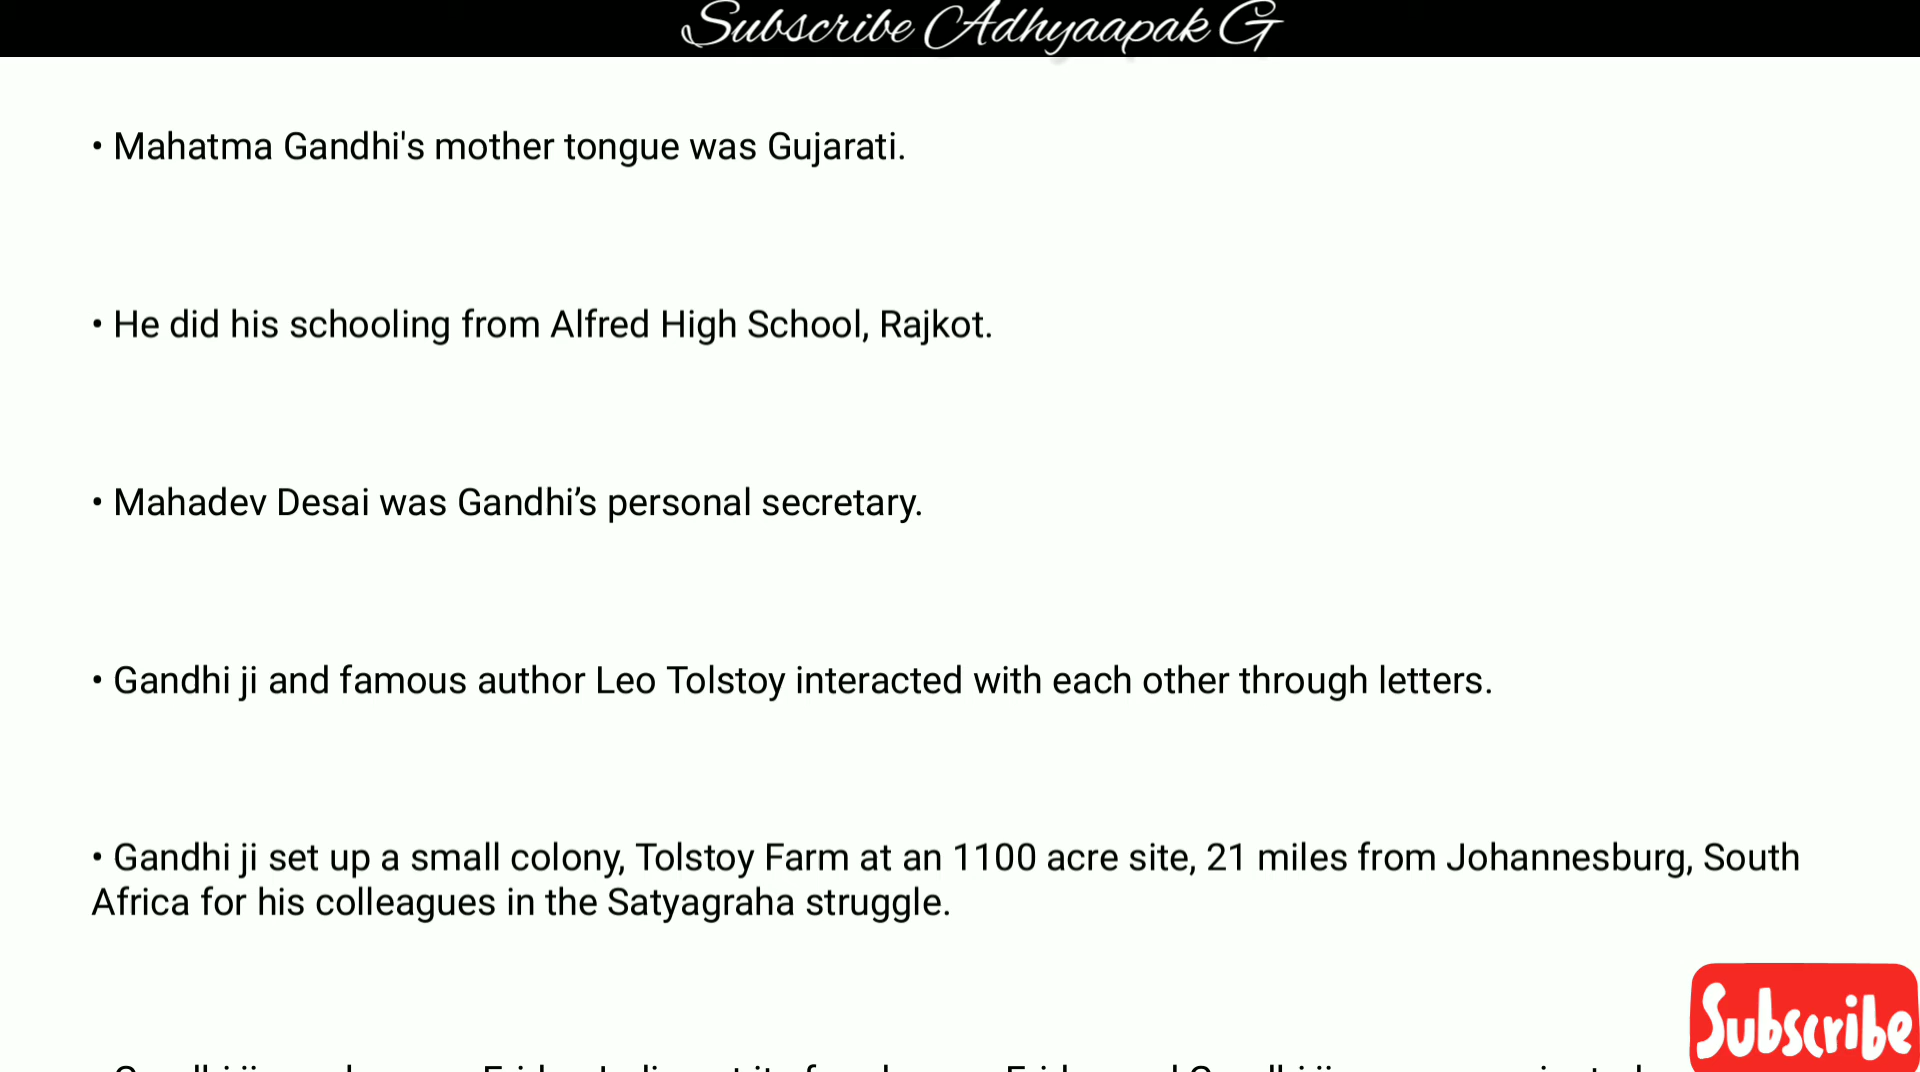 Subscribe Adhyaapak G
• Mahatma Gandhi's mother tongue was Gujarati.
• He did his schooling from Alfred High School, Rajkot.
• Mahadev Desai was Gandhi’s personal secretary.
• Gandhi ji and famous author Leo Tolstoy interacted with each other through letters.
• Gandhi ji set up a small colony, Tolstoy Farm at an 1100 acre site, 21 miles from Johannesburg, South
Africa for his colleagues in the Satyagraha struggle.
Subscribe